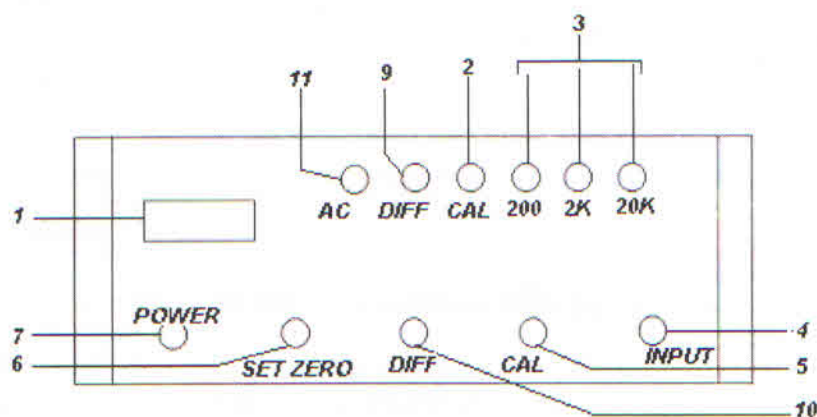 3
11 9 2
AC DIFF CAL 200 2K 20K
1
POWER
7 4
6 SET ZERO DIFF CAL INPUT 5
10